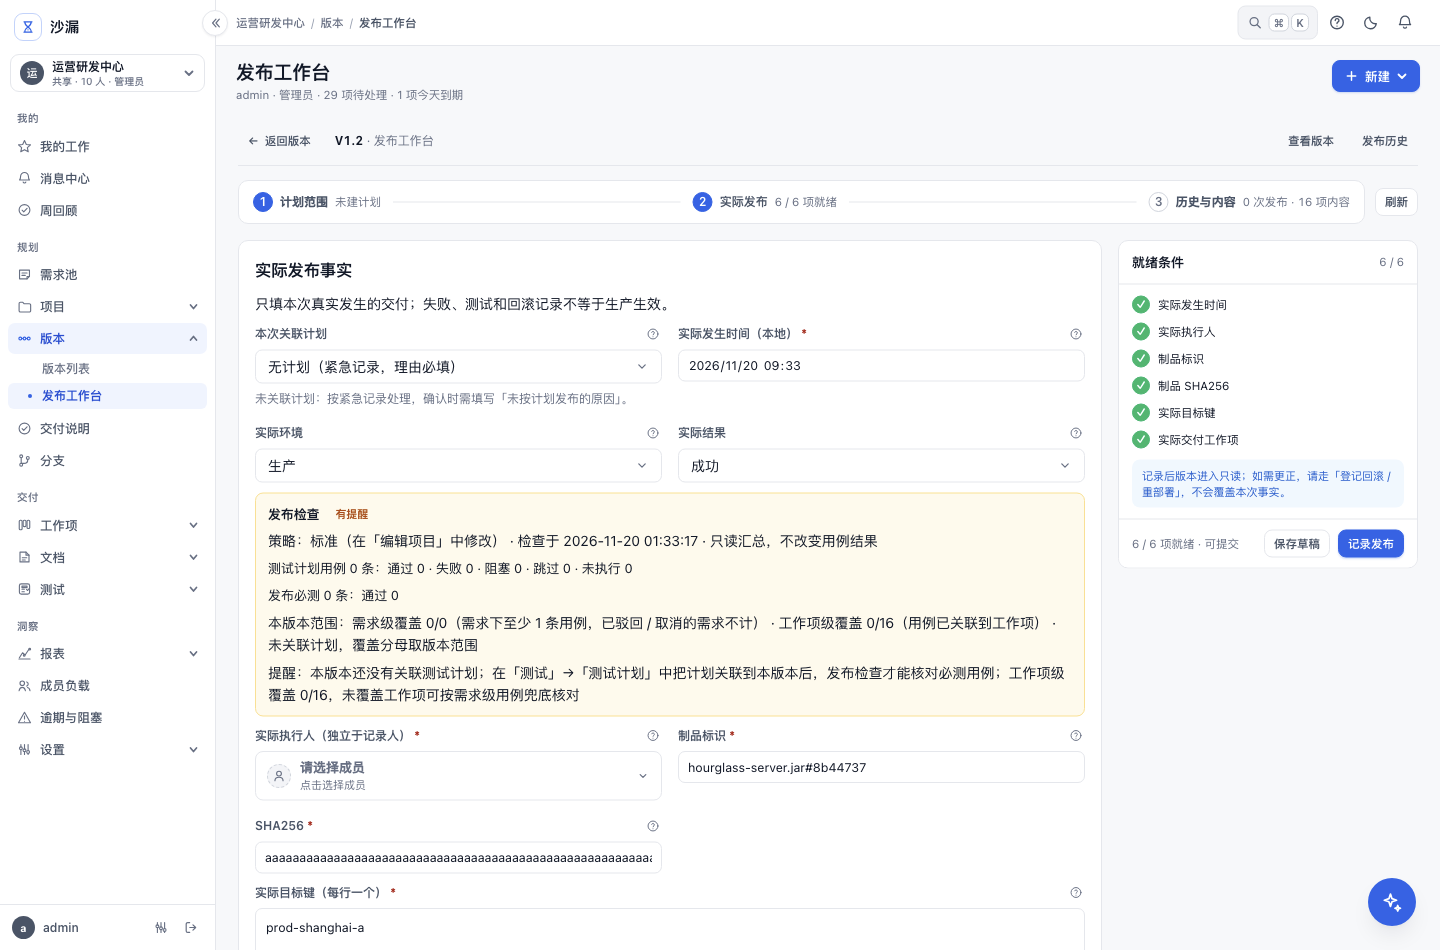 沙漏
运
运营研发中心
共享 · 10 人 · 管理员
我的
我的工作
消息中心
周回顾
规划
需求池
项目
版本
版本列表
发布工作台
交付说明
分支
交付
工作项
文档
测试
洞察
报表
成员负载
逾期与阻塞
设置
a
admin
运营研发中心 / 版本 / 发布工作台
⌘ K
发布工作台
admin · 管理员 · 29 项待处理 · 1 项今天到期
新建
返回版本
V1.2 · 发布工作台
查看版本
发布历史
1 计划范围 未建计划
2 实际发布 6 / 6 项就绪
3 历史与内容 0 次发布 · 16 项内容
刷新
实际发布事实
只填本次真实发生的交付；失败、测试和回滚记录不等于生产生效。
本次关联计划
实际发生时间（本地） *
无计划（紧急记录，理由必填）
2026/11/20 09:33
未关联计划：按紧急记录处理，确认时需填写「未按计划发布的原因」。
实际环境
实际结果
生产
成功
发布检查 有提醒
策略：标准（在「编辑项目」中修改） · 检查于 2026-11-20 01:33:17 · 只读汇总，不改变用例结果
测试计划用例 0 条：通过 0 · 失败 0 · 阻塞 0 · 跳过 0 · 未执行 0
发布必测 0 条：通过 0
本版本范围：需求级覆盖 0/0（需求下至少 1 条用例，已驳回 / 取消的需求不计） · 工作项级覆盖 0/16（用例已关联到工作项） ·
未关联计划，覆盖分母取版本范围
提醒：本版本还没有关联测试计划；在「测试」→「测试计划」中把计划关联到本版本后，发布检查才能核对必测用例；工作项级
覆盖 0/16，未覆盖工作项可按需求级用例兜底核对
实际执行人（独立于记录人） *
制品标识 *
请选择成员
点击选择成员
hourglass-server.jar#8b44737
SHA256 *
aaaaaaaaaaaaaaaaaaaaaaaaaaaaaaaaaaaaaaaaaaaaaaaaaaaaaaaaa
实际目标键（每行一个） *
prod-shanghai-a
就绪条件
6 / 6
实际发生时间
实际执行人
制品标识
制品 SHA256
实际目标键
实际交付工作项
记录后版本进入只读；如需更正，请走「登记回滚 /
重部署」，不会覆盖本次事实。
6 / 6 项就绪 · 可提交
保存草稿
记录发布